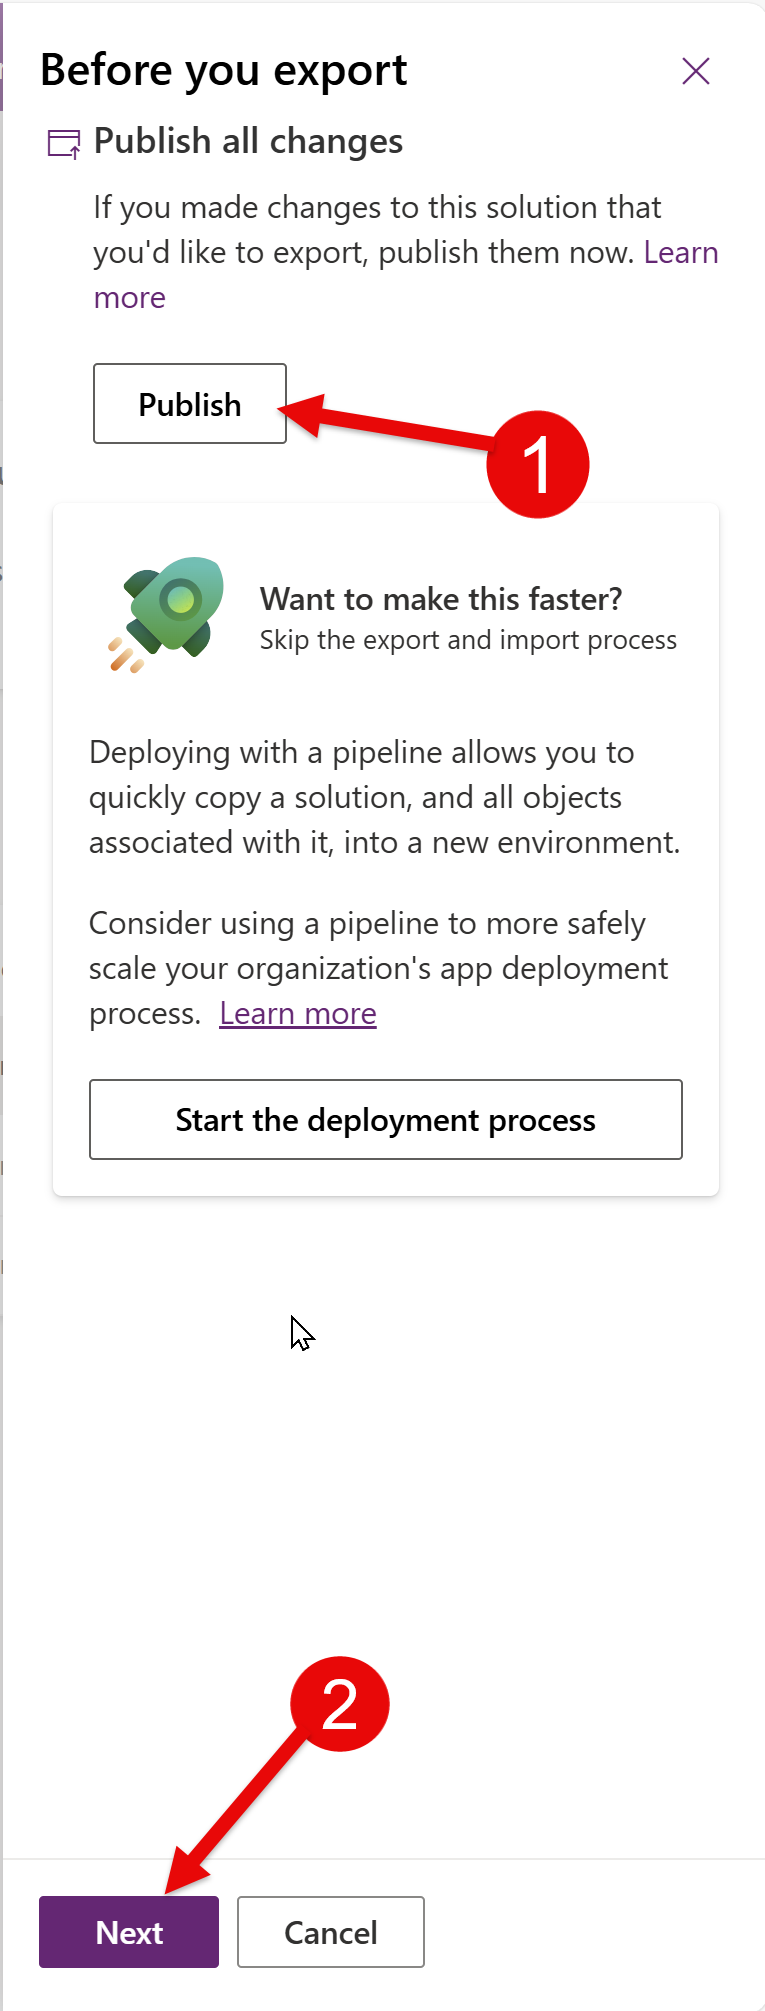 Before you export
Publish all changes
If you made changes to this solution that
you'd like to export, publish them now. Learn
more
Publish
1
Want to make this faster?
Skip the export and import process
Deploying with a pipeline allows you to
quickly copy a solution, and all objects
associated with it, into a new environment.
Consider using a pipeline to more safely
scale your organization's app deployment
process. Learn more
Start the deployment process
2
Next
Cancel